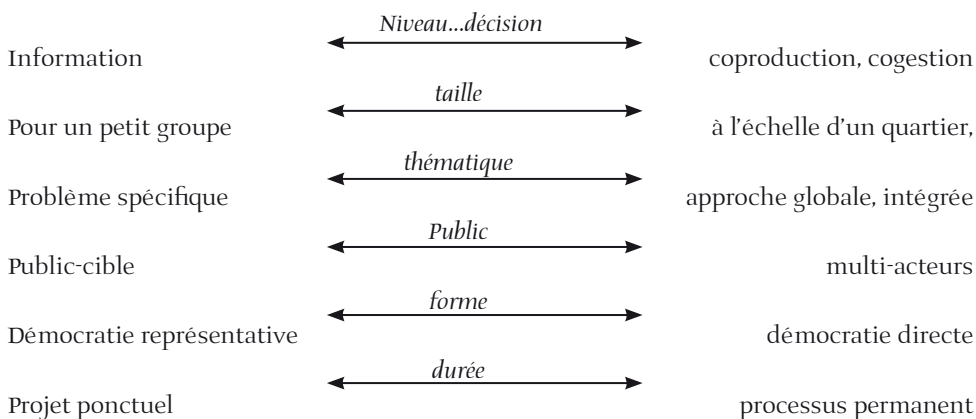 Niveau...décision
Information coproduction, cogestion
taille
Pour un petit groupe à l'échelle d'un quartier,
thématique
Problème spécifique approche globale, intégrée
Public
Public-cible multi-acteurs
forme
Démocratie représentative démocratie directe
durée
Projet ponctuel processus permanent